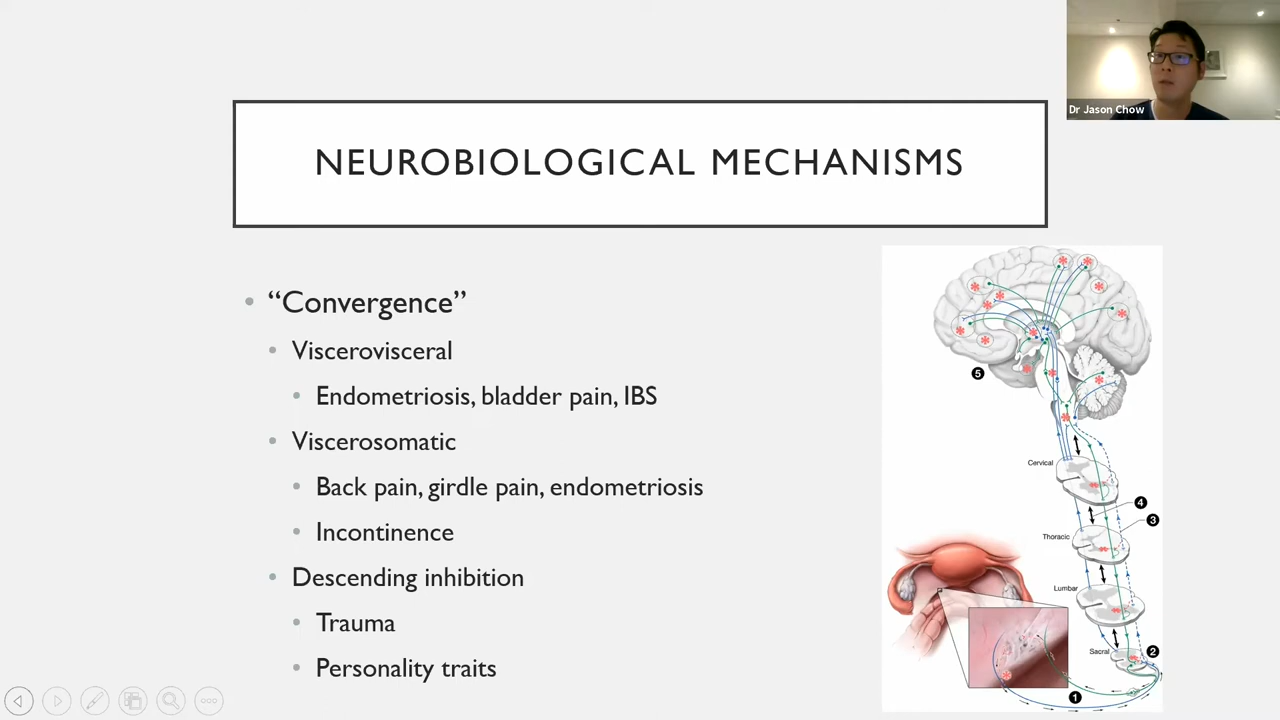 Dr Jason Chow
NEUROBIOLOGICAL MECHANISMS
“Convergence”
Viscerovisceral
Endometriosis, bladder pain, IBS
Viscerosomatic
Back pain, girdle pain, endometriosis
Incontinence
Descending inhibition
Trauma
Personality traits
5
Cervical
4
3
Thoracic
Lumbar
Sacral
2
1